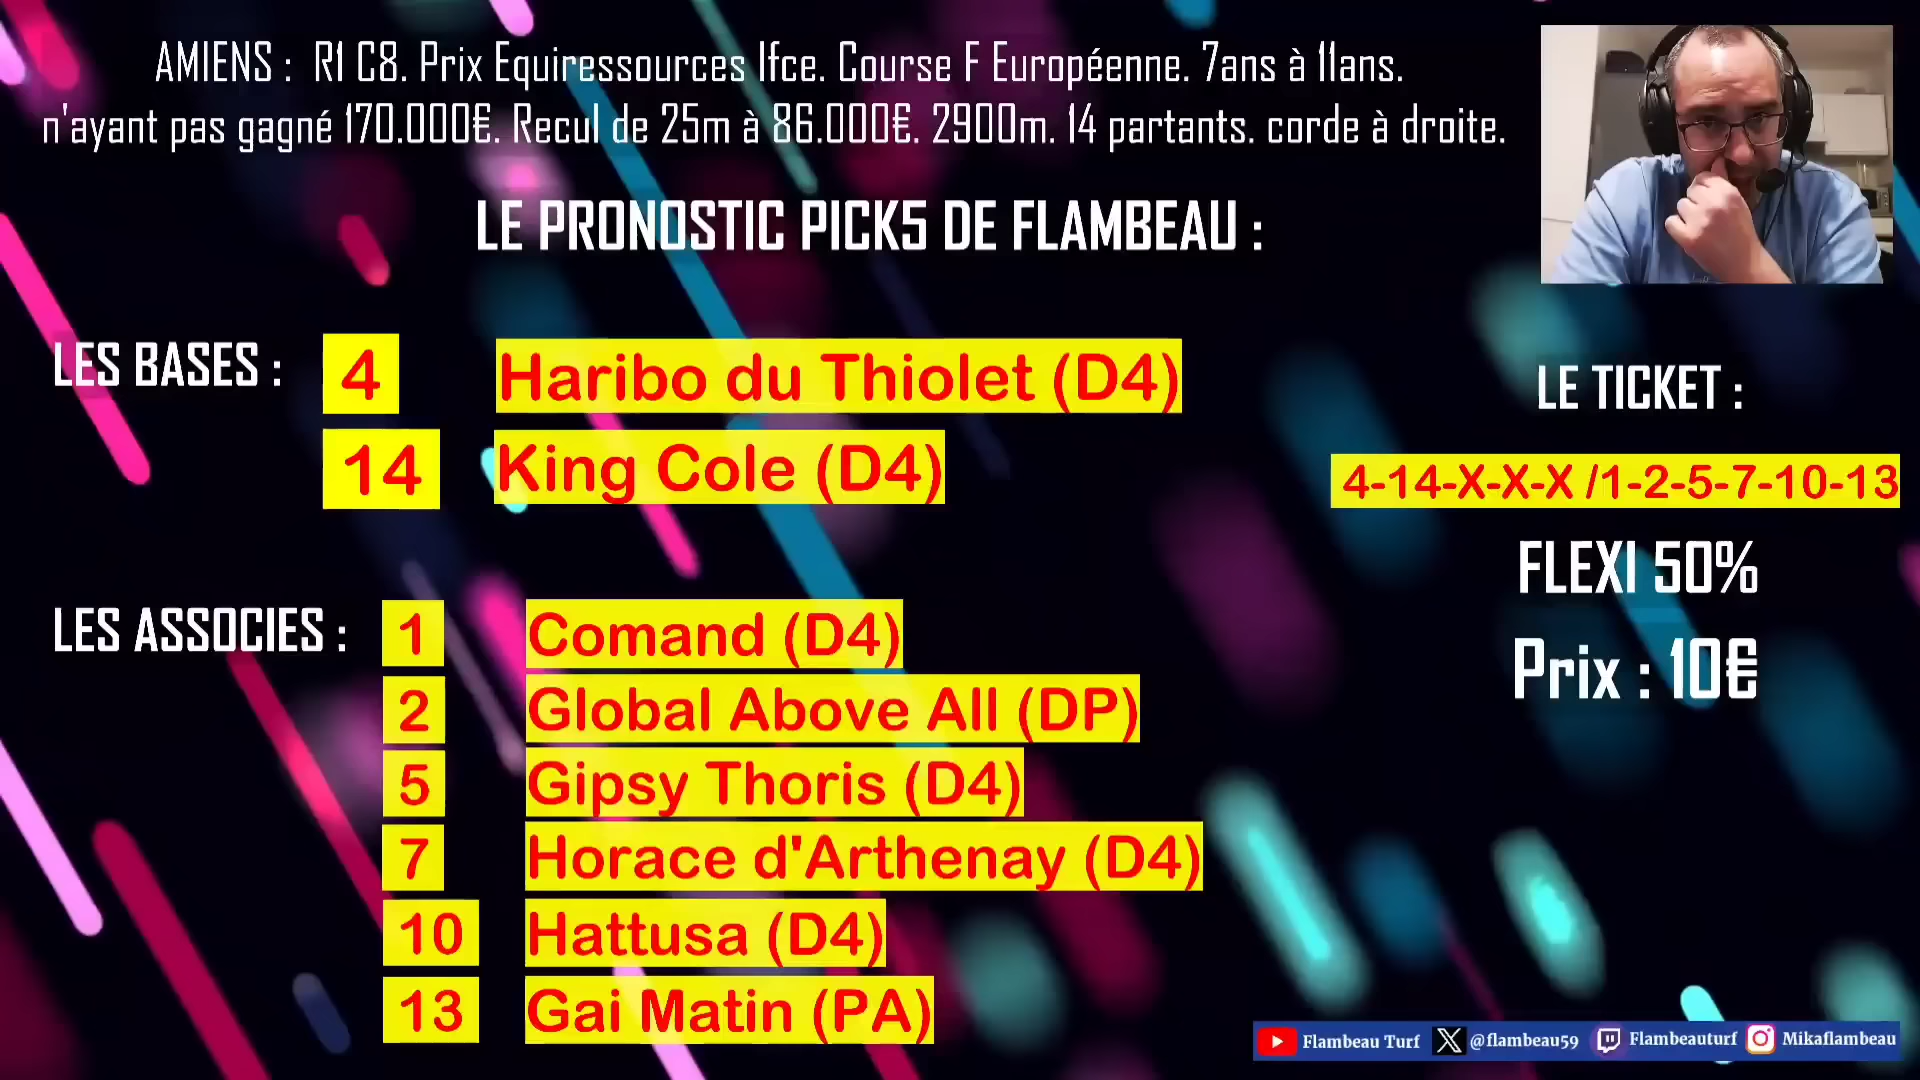 AMIENS : R1 C8. Prix Equiressources Ifce. Course F Européenne. 7ans à 11ans.
n'ayant pas gagné 170.000€. Recul de 25m à 86.000€. 2900m. 14 partants. corde à droite.
LE PRONOSTIC PICK5 DE FLAMBEAU :
LES BASES :
4 Haribo du Thiolet (D4)
14 King Cole (D4)
LES ASSOCIES :
1 Comand (D4)
2 Global Above All (DP)
5 Gipsy Thoris (D4)
7 Horace d'Arthenay (D4)
10 Hattusa (D4)
13 Gai Matin (PA)
LE TICKET :
4-14-X-X-X /1-2-5-7-10-13
FLEXI 50%
Prix : 10€
Flambeau Turf @flambeau59 Flambeauturf Mikaflambeau